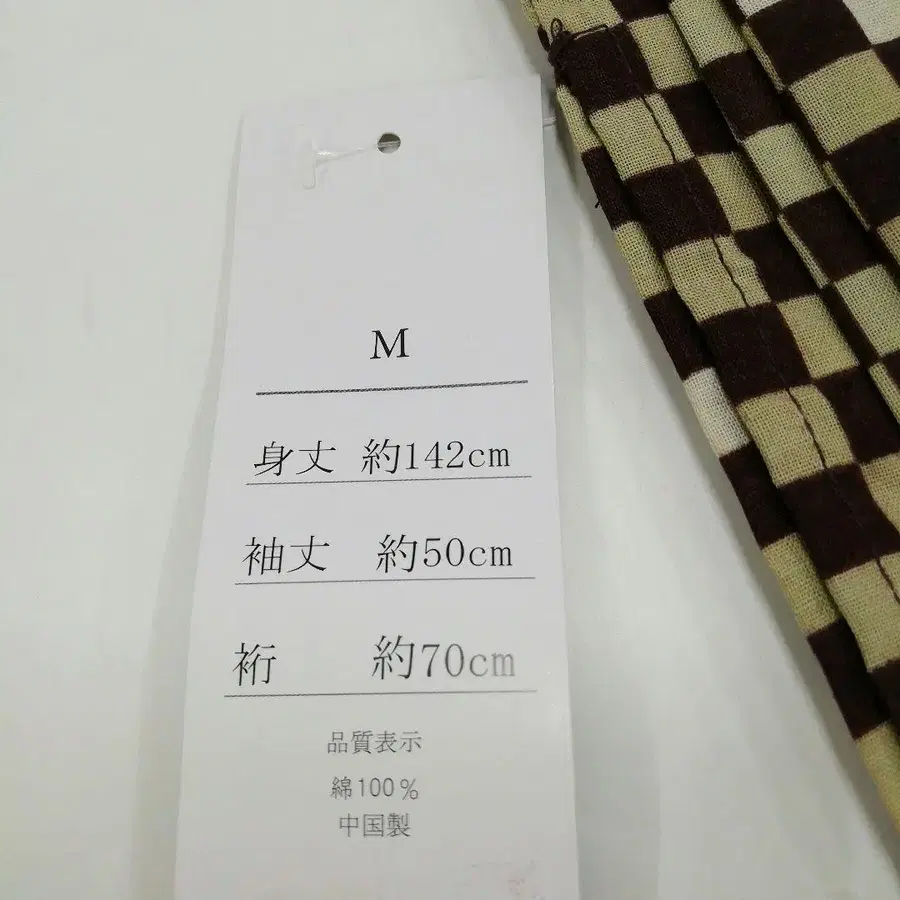 M
身丈 約142cm
袖丈 約50cm
裄 約70cm
品質表示
綿100%
中国製